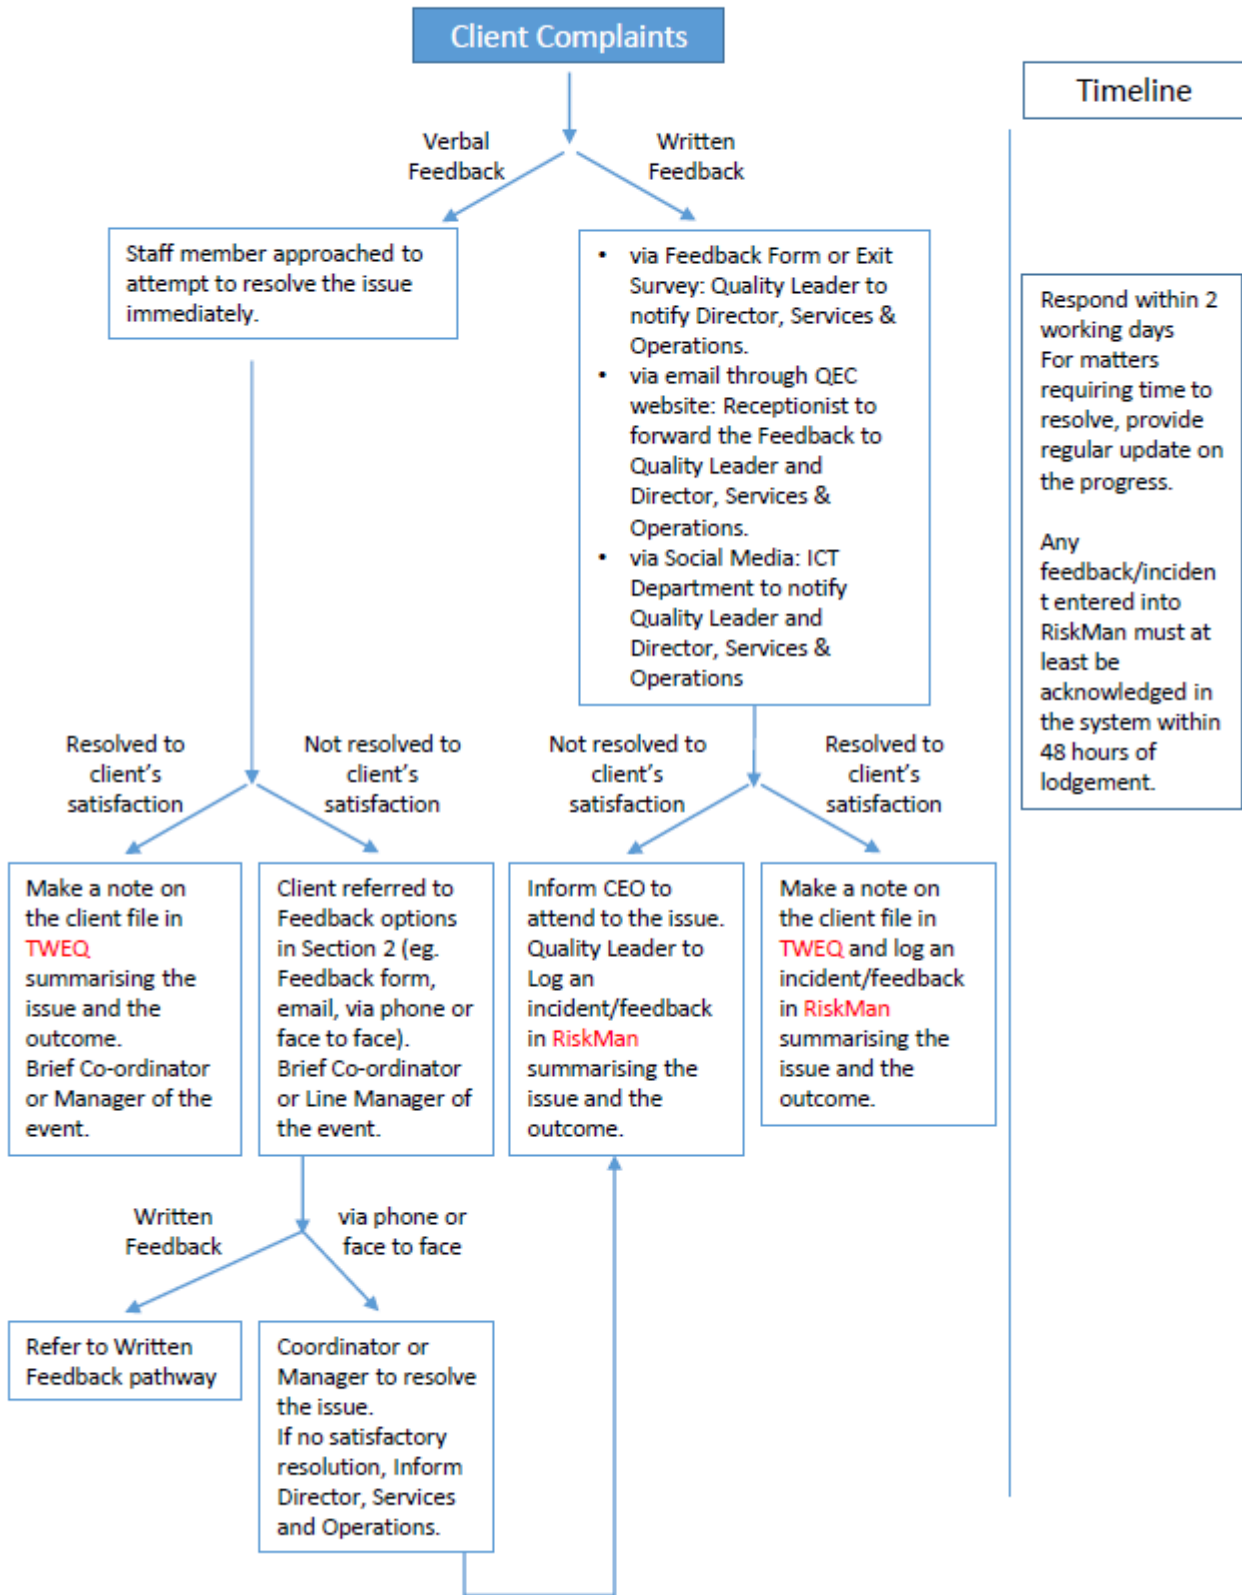 Client Complaints
Timeline
Verbal
Feedback
Written
Feedback
Staff member approached to
attempt to resolve the issue
immediately.
• via Feedback Form or Exit
Survey: Quality Leader to
notify Director, Services &
Operations.
• via email through QEC
website: Receptionist to
forward the Feedback to
Quality Leader and
Director, Services &
Operations.
• via Social Media: ICT
Department to notify
Quality Leader and
Director, Services &
Operations
Respond within 2
working days
For matters
requiring time to
resolve, provide
regular update on
the progress.
Any
feedback/inciden
t entered into
RiskMan must at
least be
acknowledged in
the system within
48 hours of
lodgement.
Resolved to
client's
satisfaction
Not resolved to
client's
satisfaction
Not resolved to
client's
satisfaction
Resolved to
client's
satisfaction
Make a note on
the client file in
TWEQ
summarising the
issue and the
outcome.
Brief Co-ordinator
or Manager of the
event.
Client referred to
Feedback options
in Section 2 (eg.
Feedback form,
email, via phone or
face to face).
Brief Co-ordinator
or Line Manager of
the event.
Inform CEO to
attend to the issue.
Quality Leader to
Log an
incident/feedback
in RiskMan
summarising the
issue and the
outcome.
Make a note on
the client file in
TWEQ and log an
incident/feedback
in RiskMan
summarising the
issue and the
outcome.
Written
Feedback
via phone or
face to face
Refer to Written
Feedback pathway
Coordinator or
Manager to resolve
the issue.
If no satisfactory
resolution, Inform
Director, Services
and Operations.